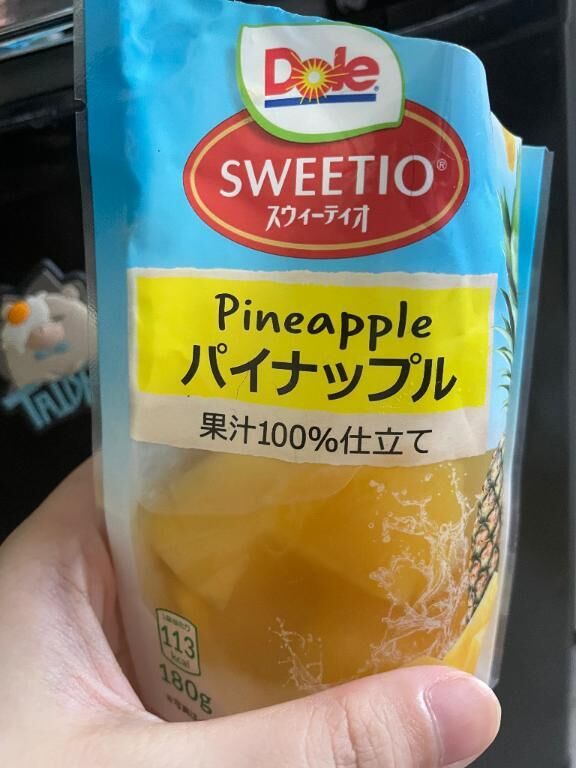 Dole
SWEETIO®
スウィーティオ
Pineapple
パイナップル
果汁100%仕立て
113
kcal
180g